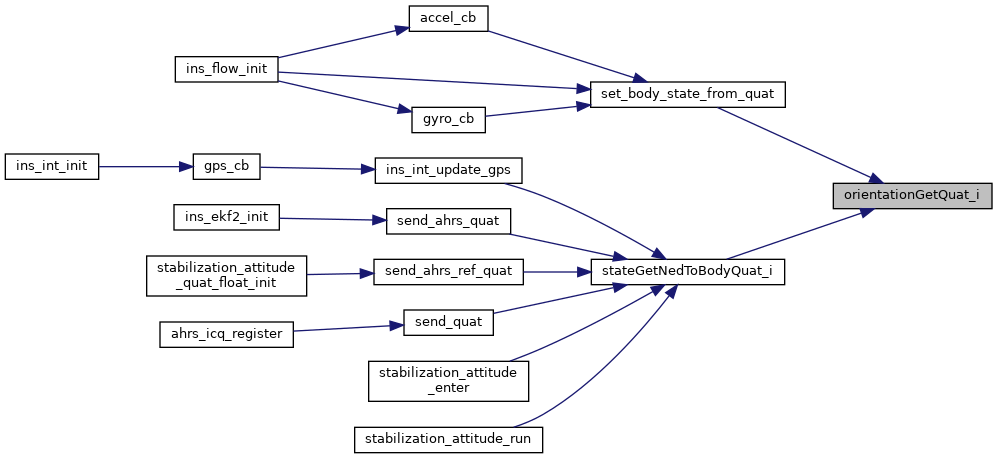 accel_cb
ins_flow_init
set_body_state_from_quat
gyro_cb
ins_int_init
gps_cb
ins_int_update_gps
orientationGetQuat_i
ins_ekf2_init
send_ahrs_quat
stabilization_attitude
_quat_float_init
send_ahrs_ref_quat
stateGetNedToBodyQuat_i
ahrs_icq_register
send_quat
stabilization_attitude
_enter
stabilization_attitude_run